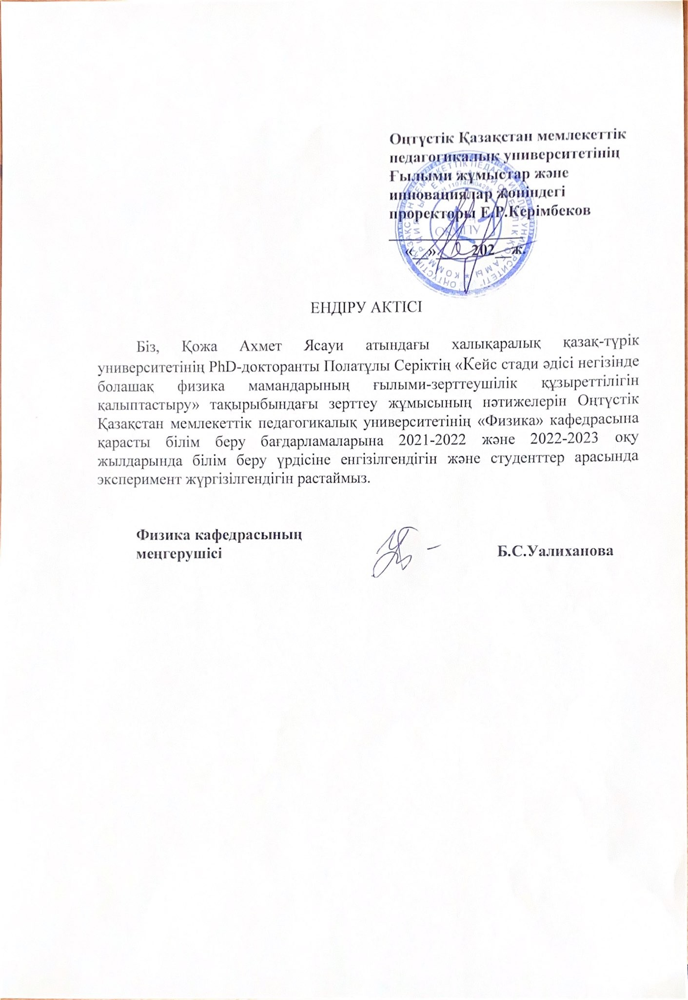 Оңтүстік Қазақстан мемлекеттік
педагогикалық университетінің
Ғылыми жұмыстар және
инновациялар жөніндегі
проректоры Е.Р.Керімбеков
«__»_____202__ж.
ЕНДІРУ АКТІСІ
Біз, Қожа Ахмет Ясауи атындағы халықаралық қазақ-түрік
университетінің PhD-докторанты Полатұлы Серіктің «Кейс стади әдісі негізінде
болашақ физика мамандарының ғылыми-зерттеушілік құзыреттілігін
қалыптастыру» тақырыбындағы зерттеу жұмысының нәтижелерін Оңтүстік
Қазақстан мемлекеттік педагогикалық университетінің «Физика» кафедрасына
қарасты білім беру бағдарламаларына 2021-2022 және 2022-2023 оқу
жылдарында білім беру үрдісіне енгізілгендігін және студенттер арасында
эксперимент жүргізілгендігін растаймыз.
Физика кафедрасының
меңгерушісі
Б.С.Уалиханова